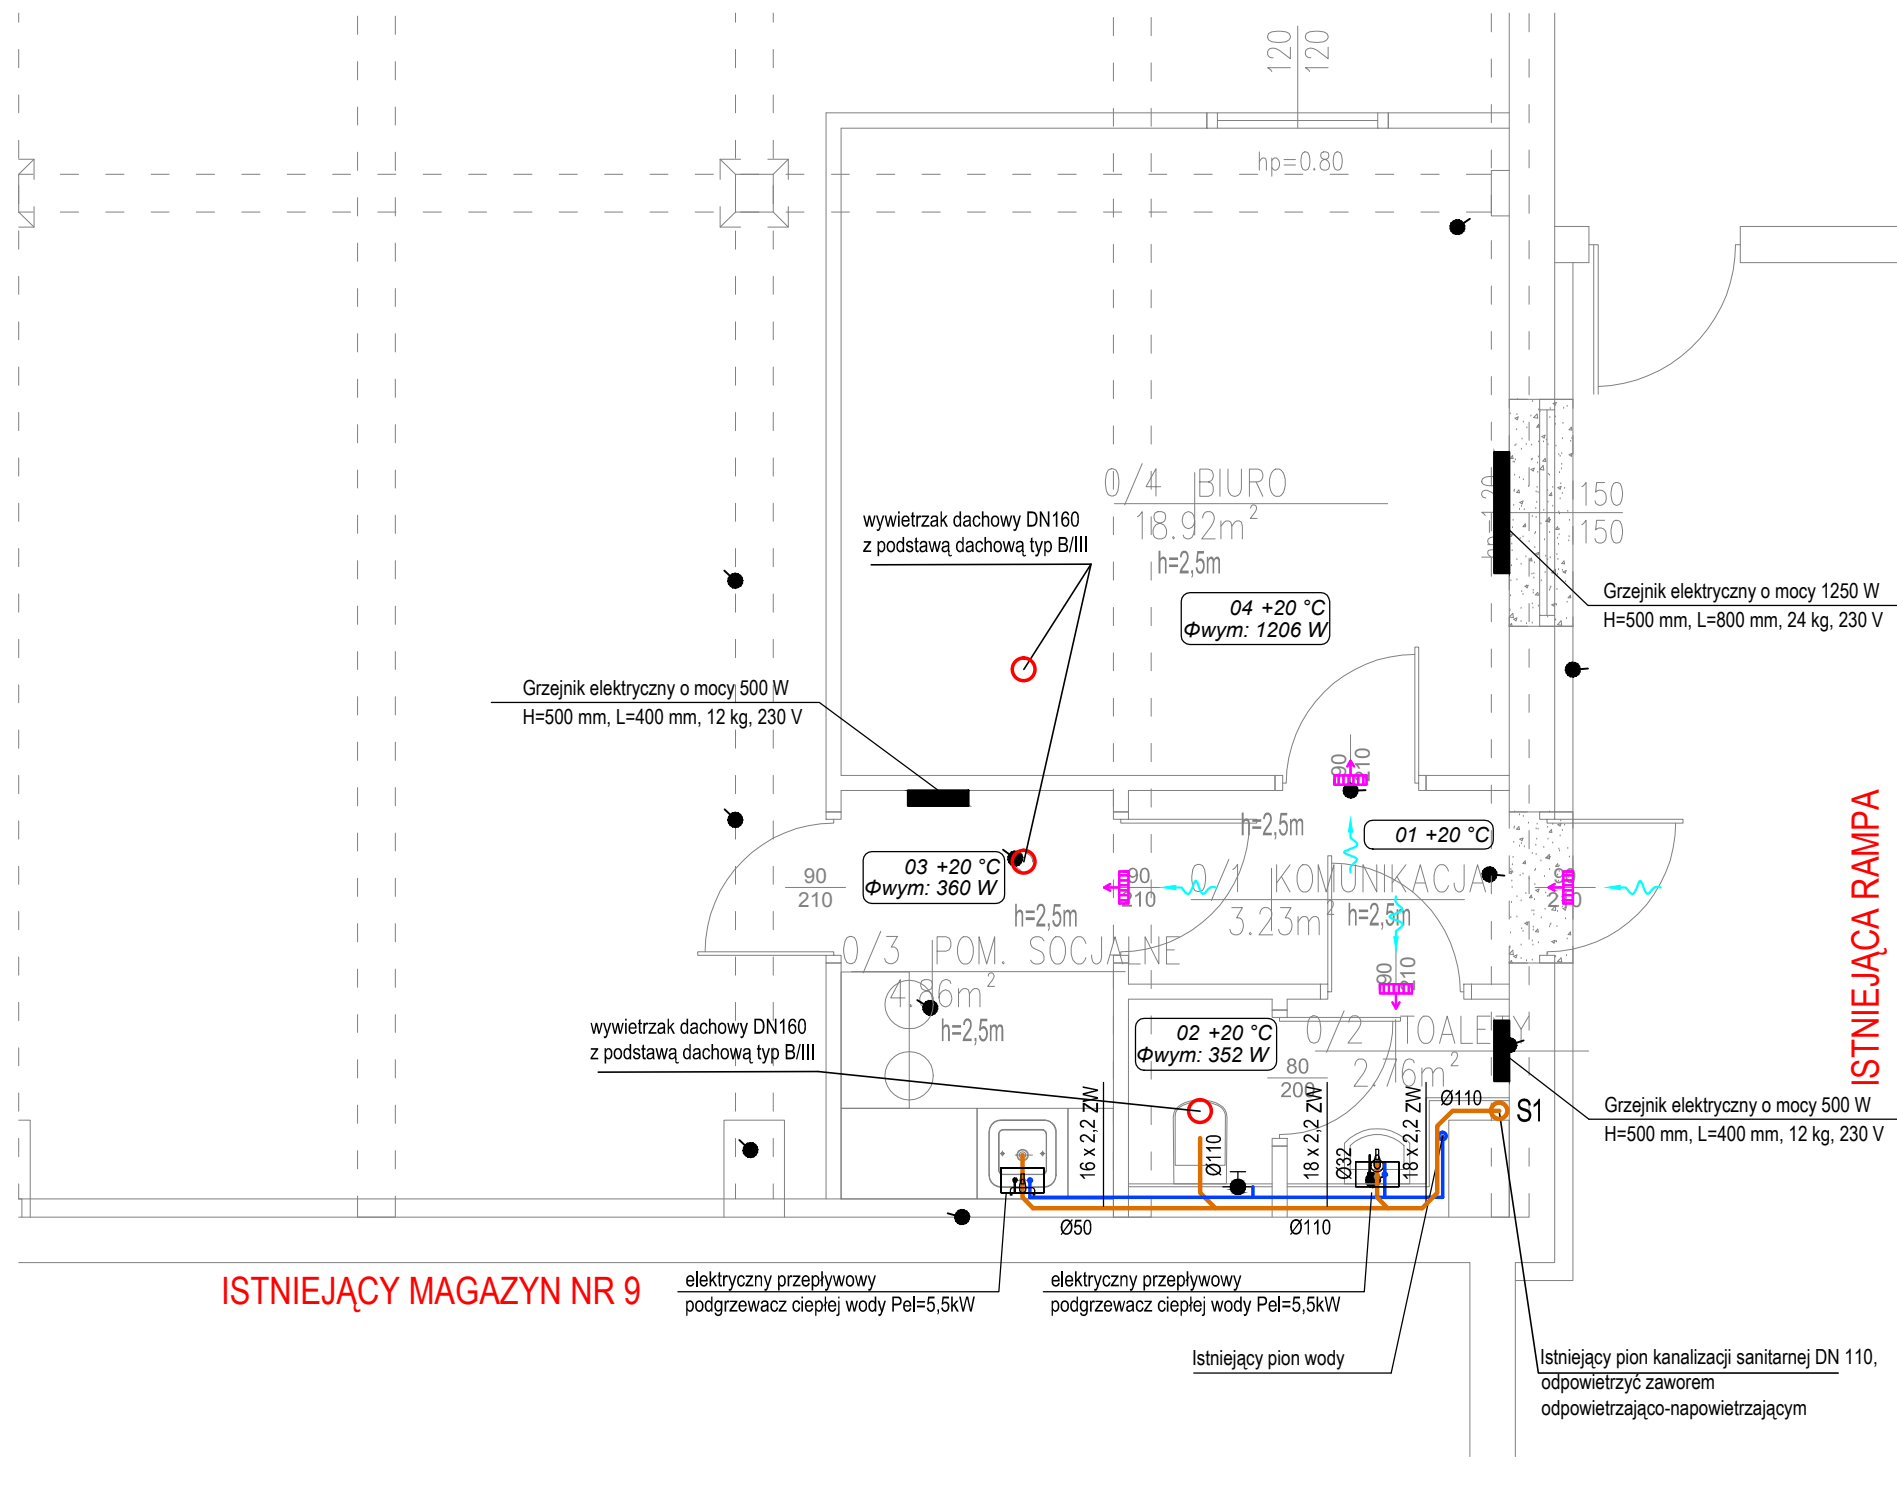 120
120
hp=0.80
0/4 BIURO
18.92m²
h=2,5m
150
150
wywietrzak dachowy DN160
z podstawą dachową typ B/III
04 +20 °C
Φwym: 1206 W
Grzejnik elektryczny o mocy 1250 W
H=500 mm, L=800 mm, 24 kg, 230 V
Grzejnik elektryczny o mocy 500 W
H=500 mm, L=400 mm, 12 kg, 230 V
90
210
h=2,5m
01 +20 °C
03 +20 °C
Φwym: 360 W
90
210
90
210
0/1 KOMUNIKACJA
3.23m²
h=2,5m
h=2,5m
0/3 POM. SOCJALNE
4.86m²
h=2,5m
90
210
ISTNIEJĄCA RAMPA
wywietrzak dachowy DN160
z podstawą dachową typ B/III
02 +20 °C
Φwym: 352 W
0/2 TOALETY
2.76m²
80
200
16 x 2,2 ZW
Ø110
18 x 2,2 ZW
Ø32
18 x 2,2 ZW
Ø110
S1
Grzejnik elektryczny o mocy 500 W
H=500 mm, L=400 mm, 12 kg, 230 V
Ø50
Ø110
ISTNIEJĄCY MAGAZYN NR 9
elektryczny przepływowy
podgrzewacz ciepłej wody Pel=5,5kW
elektryczny przepływowy
podgrzewacz ciepłej wody Pel=5,5kW
Istniejący pion wody
Istniejący pion kanalizacji sanitarnej DN 110,
odpowietrzyć zaworem
odpowietrzająco-napowietrzającym